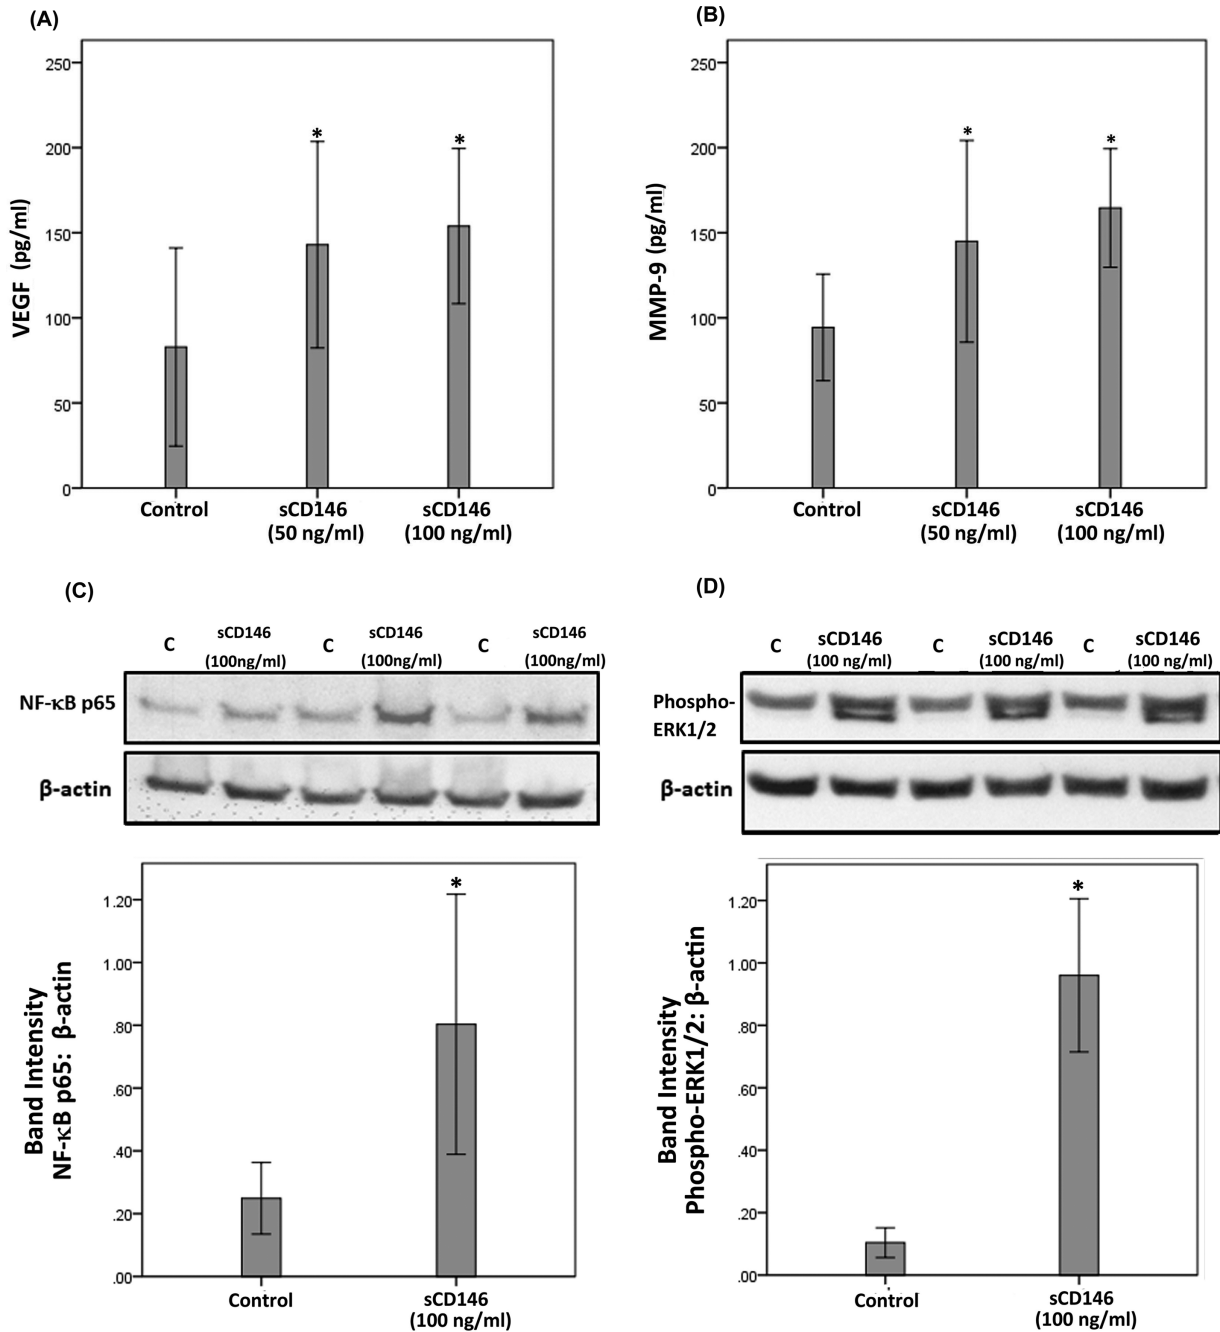 (A)
VEGF (pg/ml)
250
200
150
100
50
0
*
*
Control
sCD146
(50 ng/ml)
sCD146
(100 ng/ml)
(B)
MMP-9 (pg/ml)
250
200
150
100
50
0
*
*
Control
sCD146
(50 ng/ml)
sCD146
(100 ng/ml)
(C)
C
sCD146
(100ng/ml)
C
sCD146
(100ng/ml)
C
sCD146
(100ng/ml)
NF-κB p65
β-actin
Band Intensity
NF-κB p65: β-actin
1.20
1.00
.80
.60
.40
.20
.00
*
Control
sCD146
(100 ng/ml)
(D)
C
sCD146
(100 ng/ml)
C
sCD146
(100 ng/ml)
C
sCD146
(100 ng/ml)
Phospho-
ERK1/2
β-actin
Band Intensity
Phospho-ERK1/2: β-actin
1.20
1.00
.80
.60
.40
.20
.00
*
Control
sCD146
(100 ng/ml)